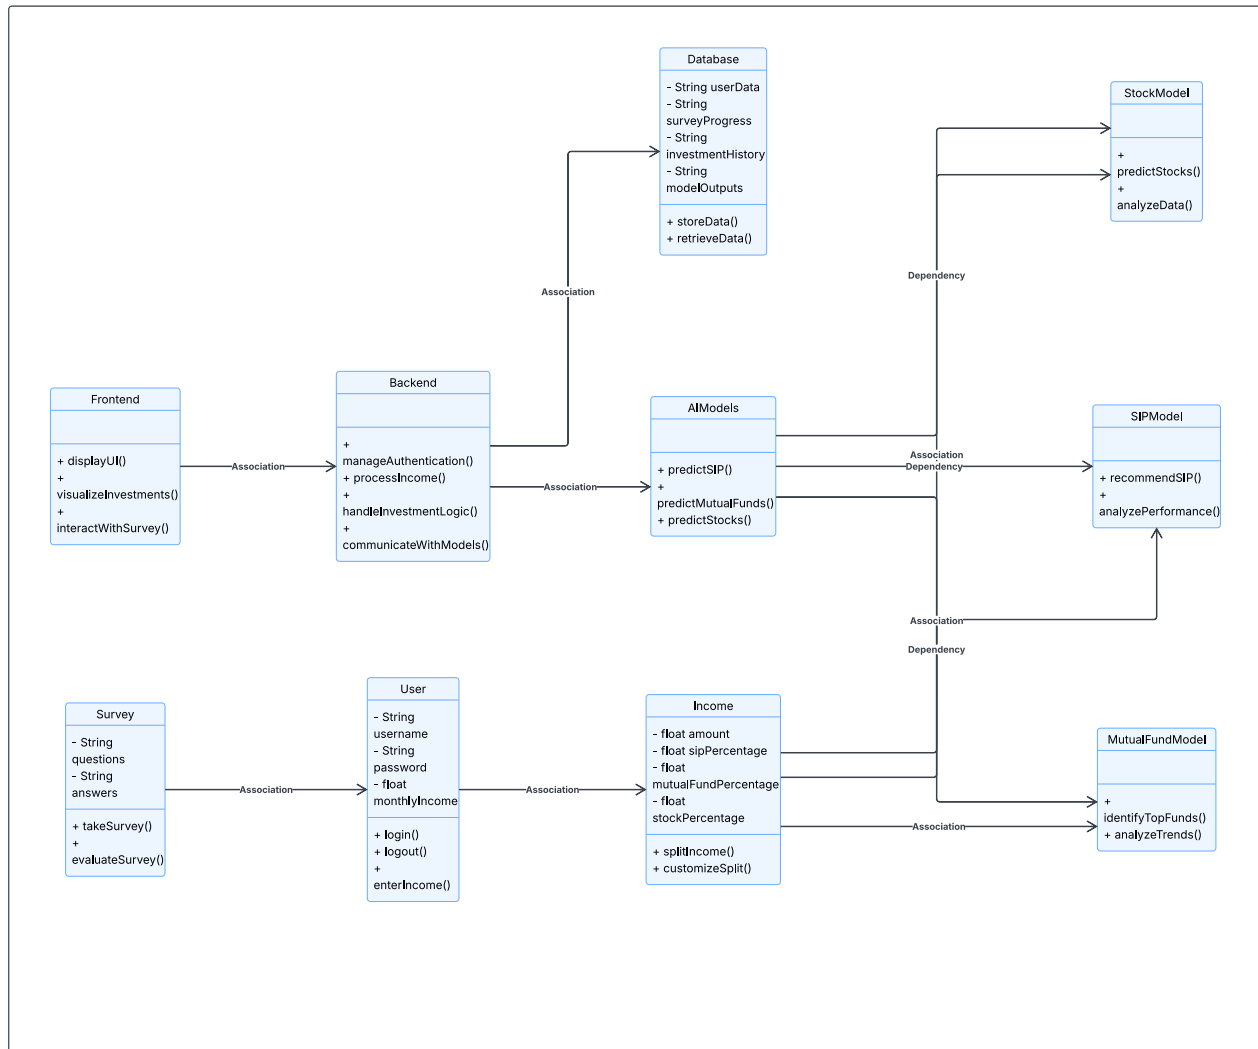 Database
- String userData
- String
surveyProgress
- String
investmentHistory
- String
modelOutputs
+ storeData()
+ retrieveData()
StockModel
+
predictStocks()
+
analyzeData()
Dependency
Association
Frontend
+ displayUI()
+
visualizeInvestments()
+
interactWithSurvey()
Association
Backend
+
manageAuthentication()
+ processIncome()
+
handleInvestmentLogic()
+
communicateWithModels()
Association
AIModels
+ predictSIP()
+
predictMutualFunds()
+ predictStocks()
Association
Dependency
SIPModel
+ recommendSIP()
+
analyzePerformance()
Association
Dependency
Survey
- String
questions
- String
answers
+ takeSurvey()
+
evaluateSurvey()
Association
User
- String
username
- String
password
- float
monthlyIncome
+ login()
+ logout()
+
enterIncome()
Association
Income
- float amount
- float sipPercentage
- float
mutualFundPercentage
- float
stockPercentage
+ splitIncome()
+ customizeSplit()
Association
MutualFundModel
+
identifyTopFunds()
+ analyzeTrends()